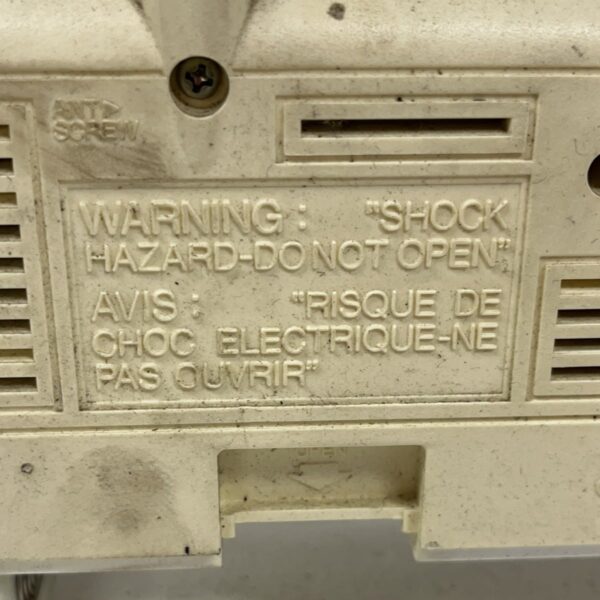 ANT ▷
SCREW
WARNING : "SHOCK
HAZARD-DO NOT OPEN"
AVIS : "RISQUE DE
CHOC ELECTRIQUE-NE
PAS OUVRIR"
OPEN